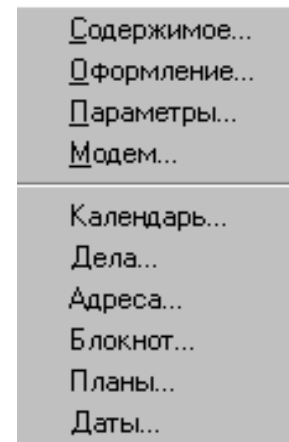 Содержимое...
Оформление...
Параметры...
Модем...
Календарь...
Дела...
Адреса...
Блокнот...
Планы...
Даты...